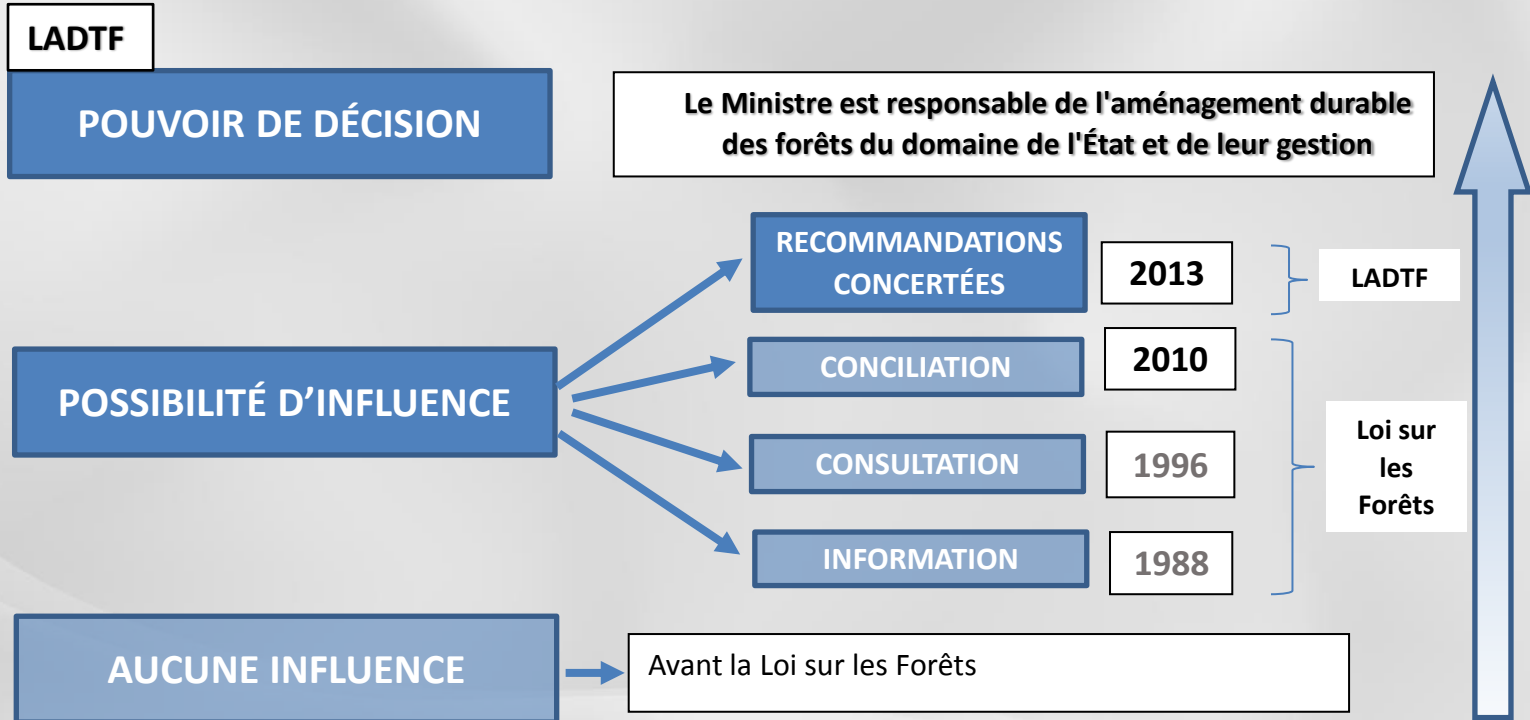 LADTF
POUVOIR DE DÉCISION
Le Ministre est responsable de l'aménagement durable
des forêts du domaine de l'État et de leur gestion
RECOMMANDATIONS
CONCERTÉES
2013
LADTF
POSSIBILITÉ D’INFLUENCE
CONCILIATION
2010
CONSULTATION
1996
INFORMATION
1988
Loi sur
les
Forêts
AUCUNE INFLUENCE
Avant la Loi sur les Forêts